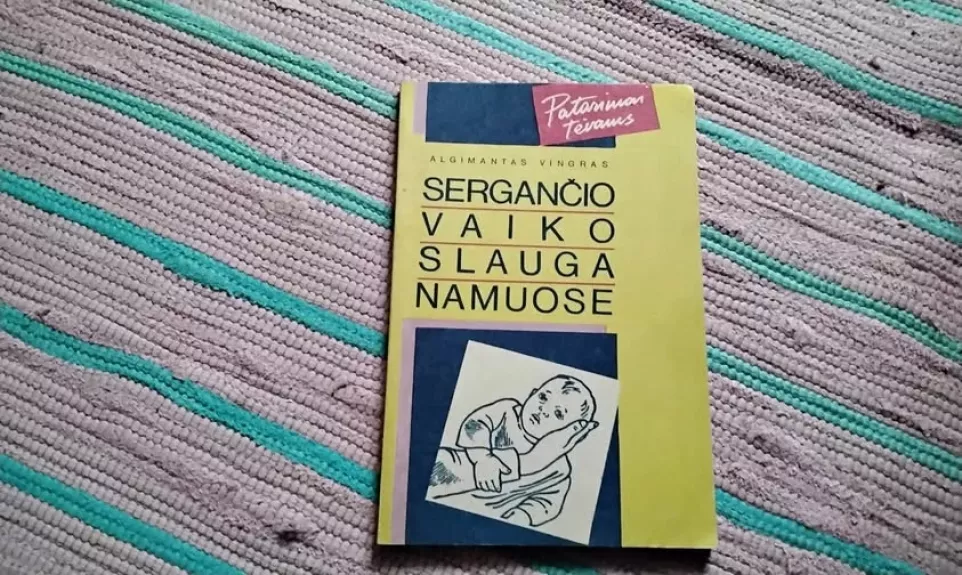 Patarimai
tėvams
ALGIMANTAS VINGRAS
SERGANČIO
VAIKO
SLAUGA
NAMUOSE